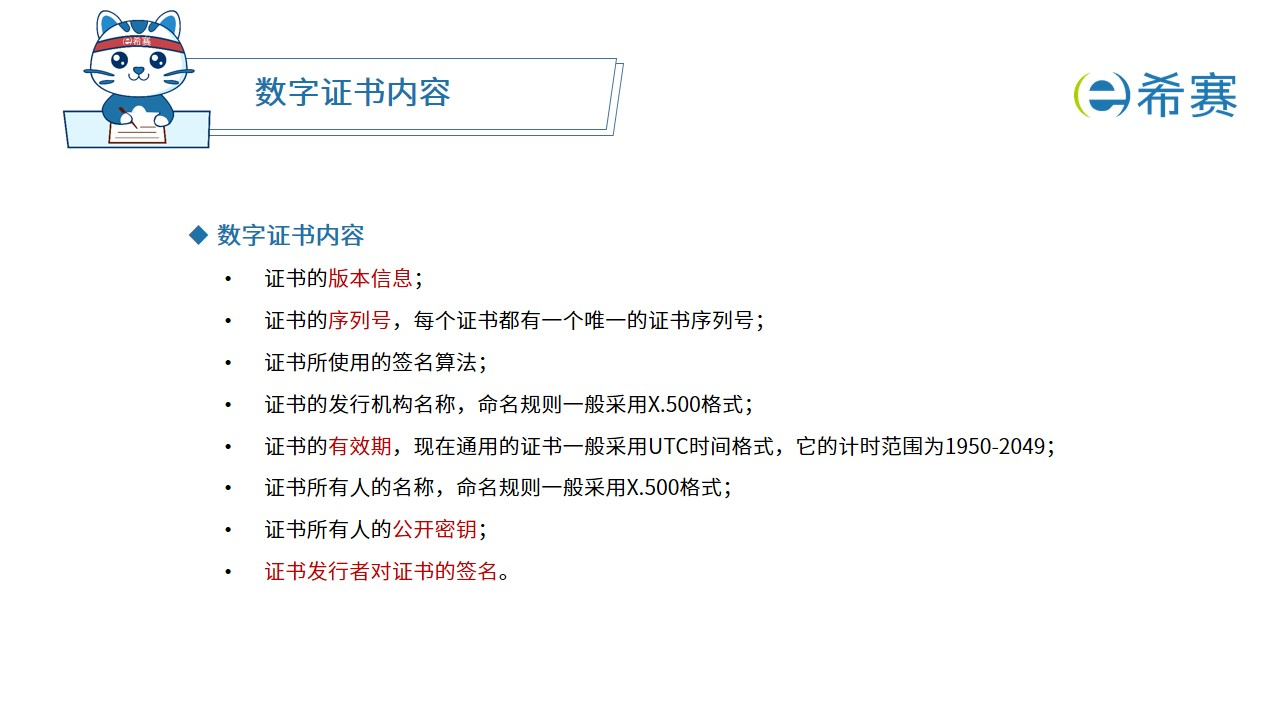 希赛
数字证书内容
希赛
◆ 数字证书内容
• 证书的版本信息；
• 证书的序列号，每个证书都有一个唯一的证书序列号；
• 证书所使用的签名算法；
• 证书的发行机构名称，命名规则一般采用X.500格式；
• 证书的有效期，现在通用的证书一般采用UTC时间格式，它的计时范围为1950-2049；
• 证书所有人的名称，命名规则一般采用X.500格式；
• 证书所有人的公开密钥；
• 证书发行者对证书的签名。